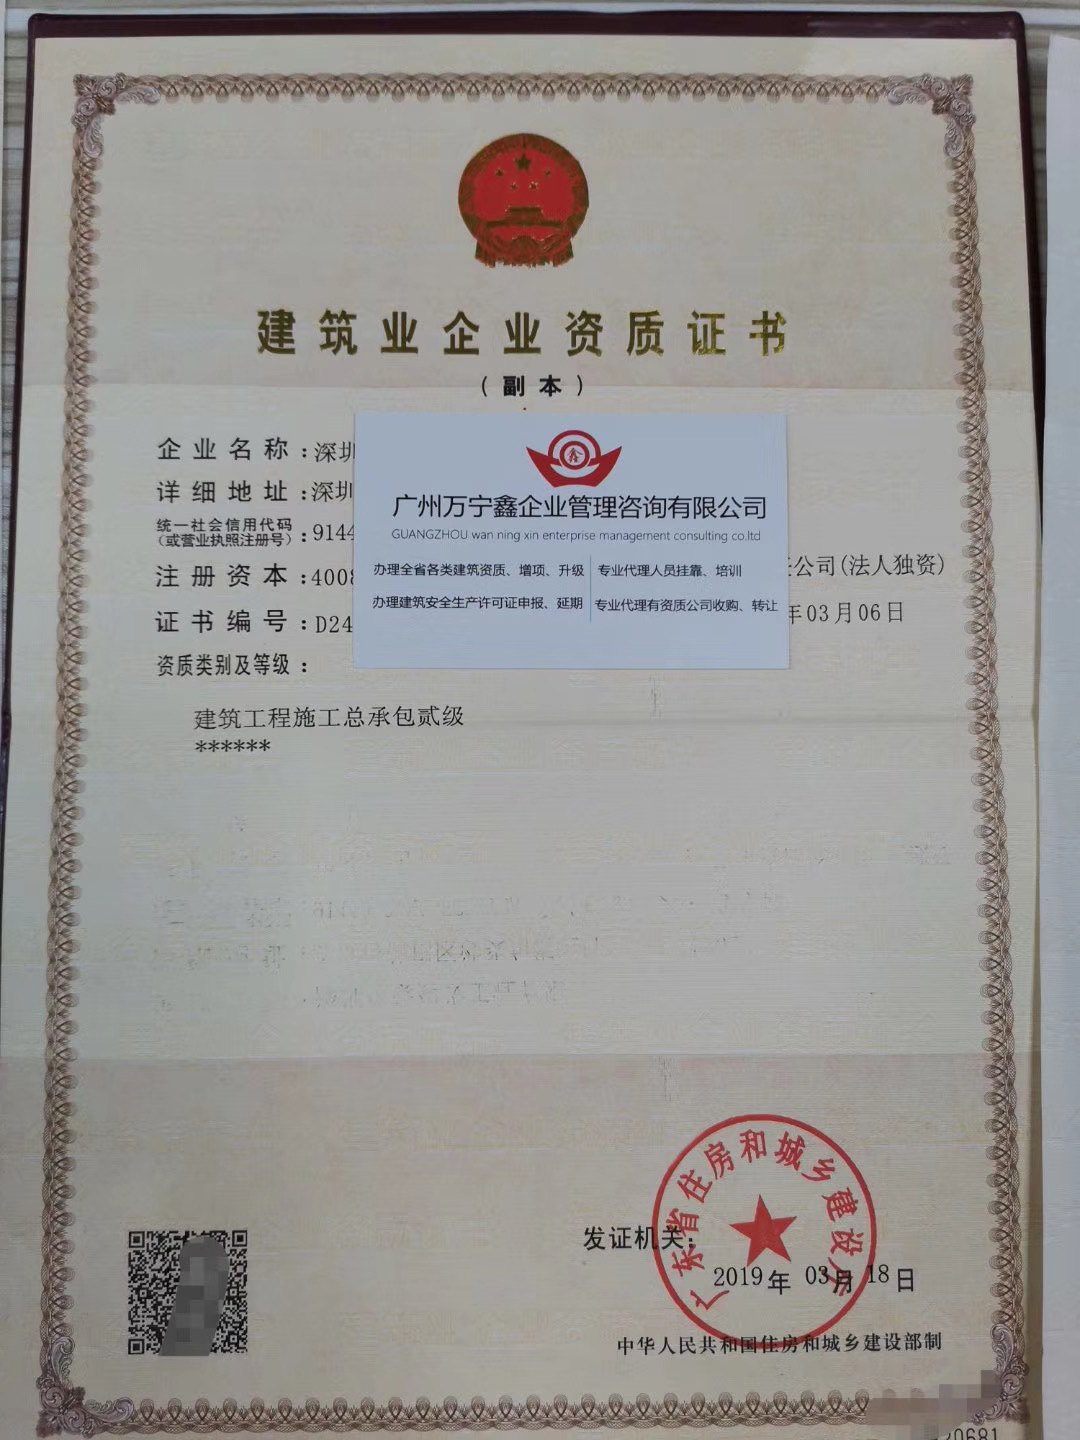 建筑业企业资质证书
（副本）
企业名称：深圳
详细地址：深圳
统一社会信用代码
（或营业执照注册号）：9144
注册资本：4008
公司(法人独资)
证书编号：D24
年03月06日
资质类别及等级：
广州万宁鑫企业管理咨询有限公司
GUANGZHOU wan ning xin enterprise management consulting co.ltd
办理全省各类建筑资质、增项、升级
专业代理人员挂靠、培训
办理建筑安全生产许可证申报、延期
专业代理有资质公司收购、转让
建筑工程施工总承包贰级
******
广东省住房和城乡建设厅
发证机关：
2019年 03月 18日
中华人民共和国住房和城乡建设部制
20681